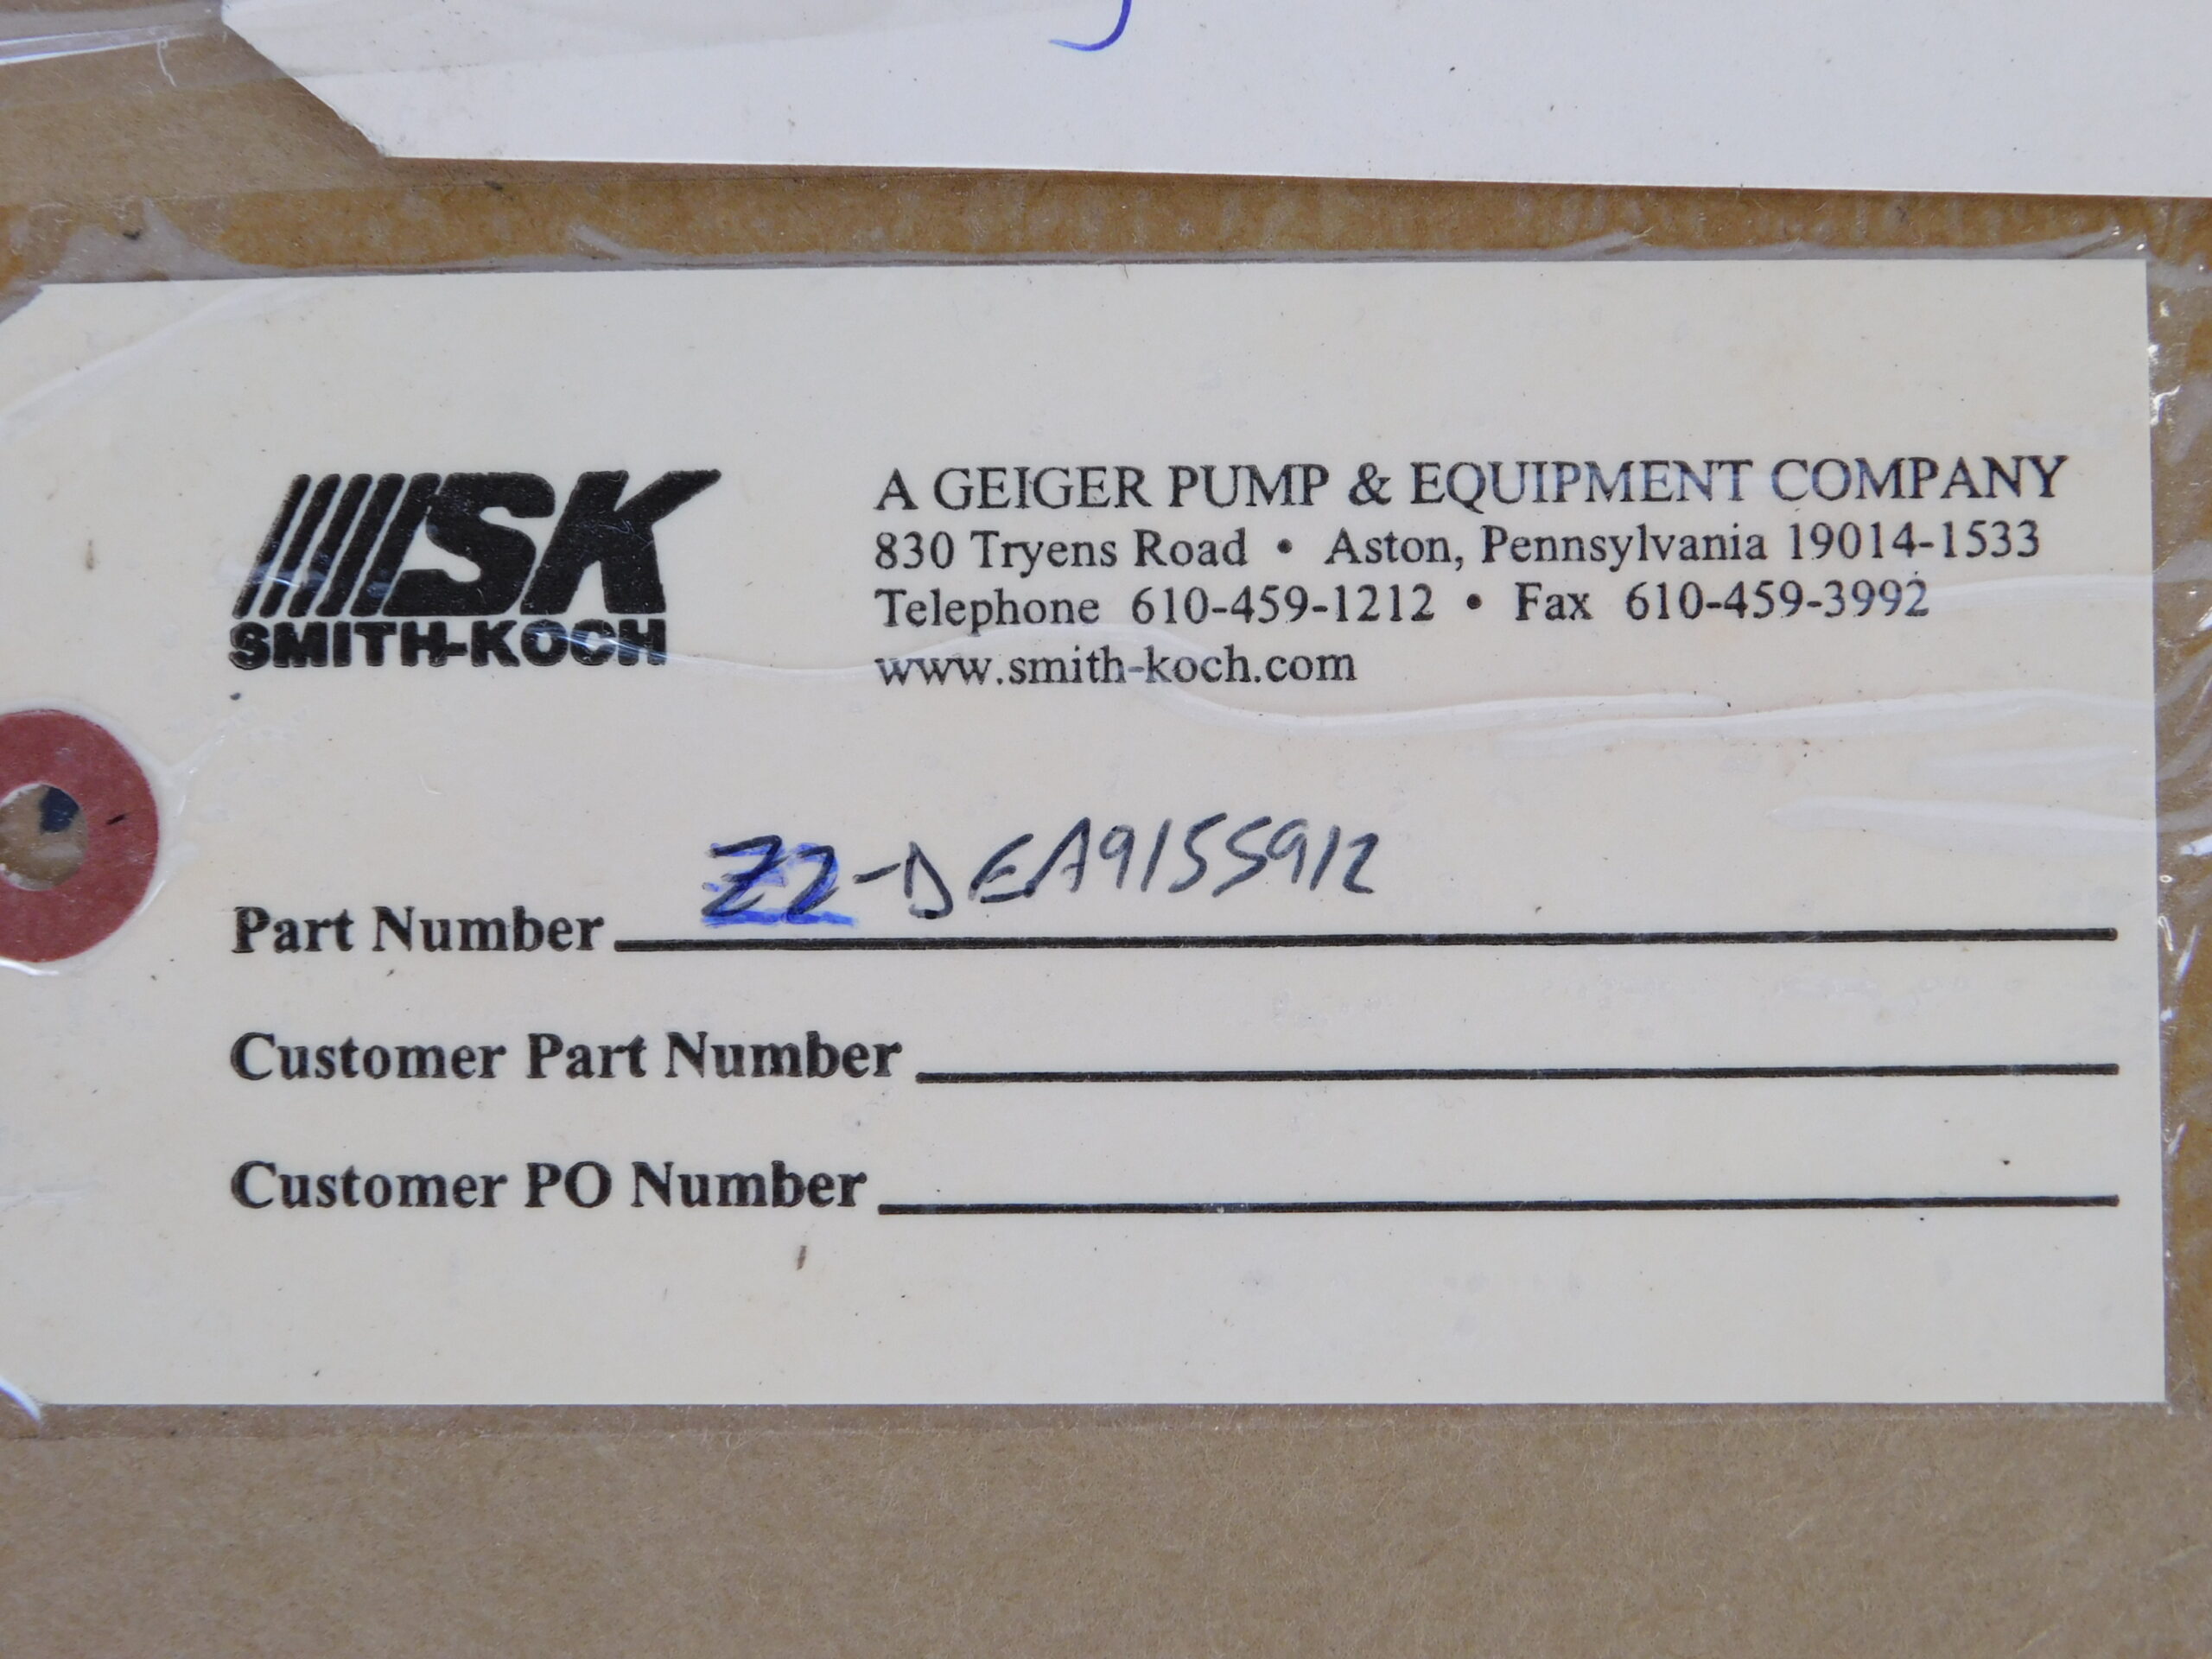 SK
SMITH-KOCH
A GEIGER PUMP & EQUIPMENT COMPANY
830 Tryens Road • Aston, Pennsylvania 19014-1533
Telephone 610-459-1212 • Fax 610-459-3992
www.smith-koch.com
Part Number Z2-DEA9155912
Customer Part Number
Customer PO Number